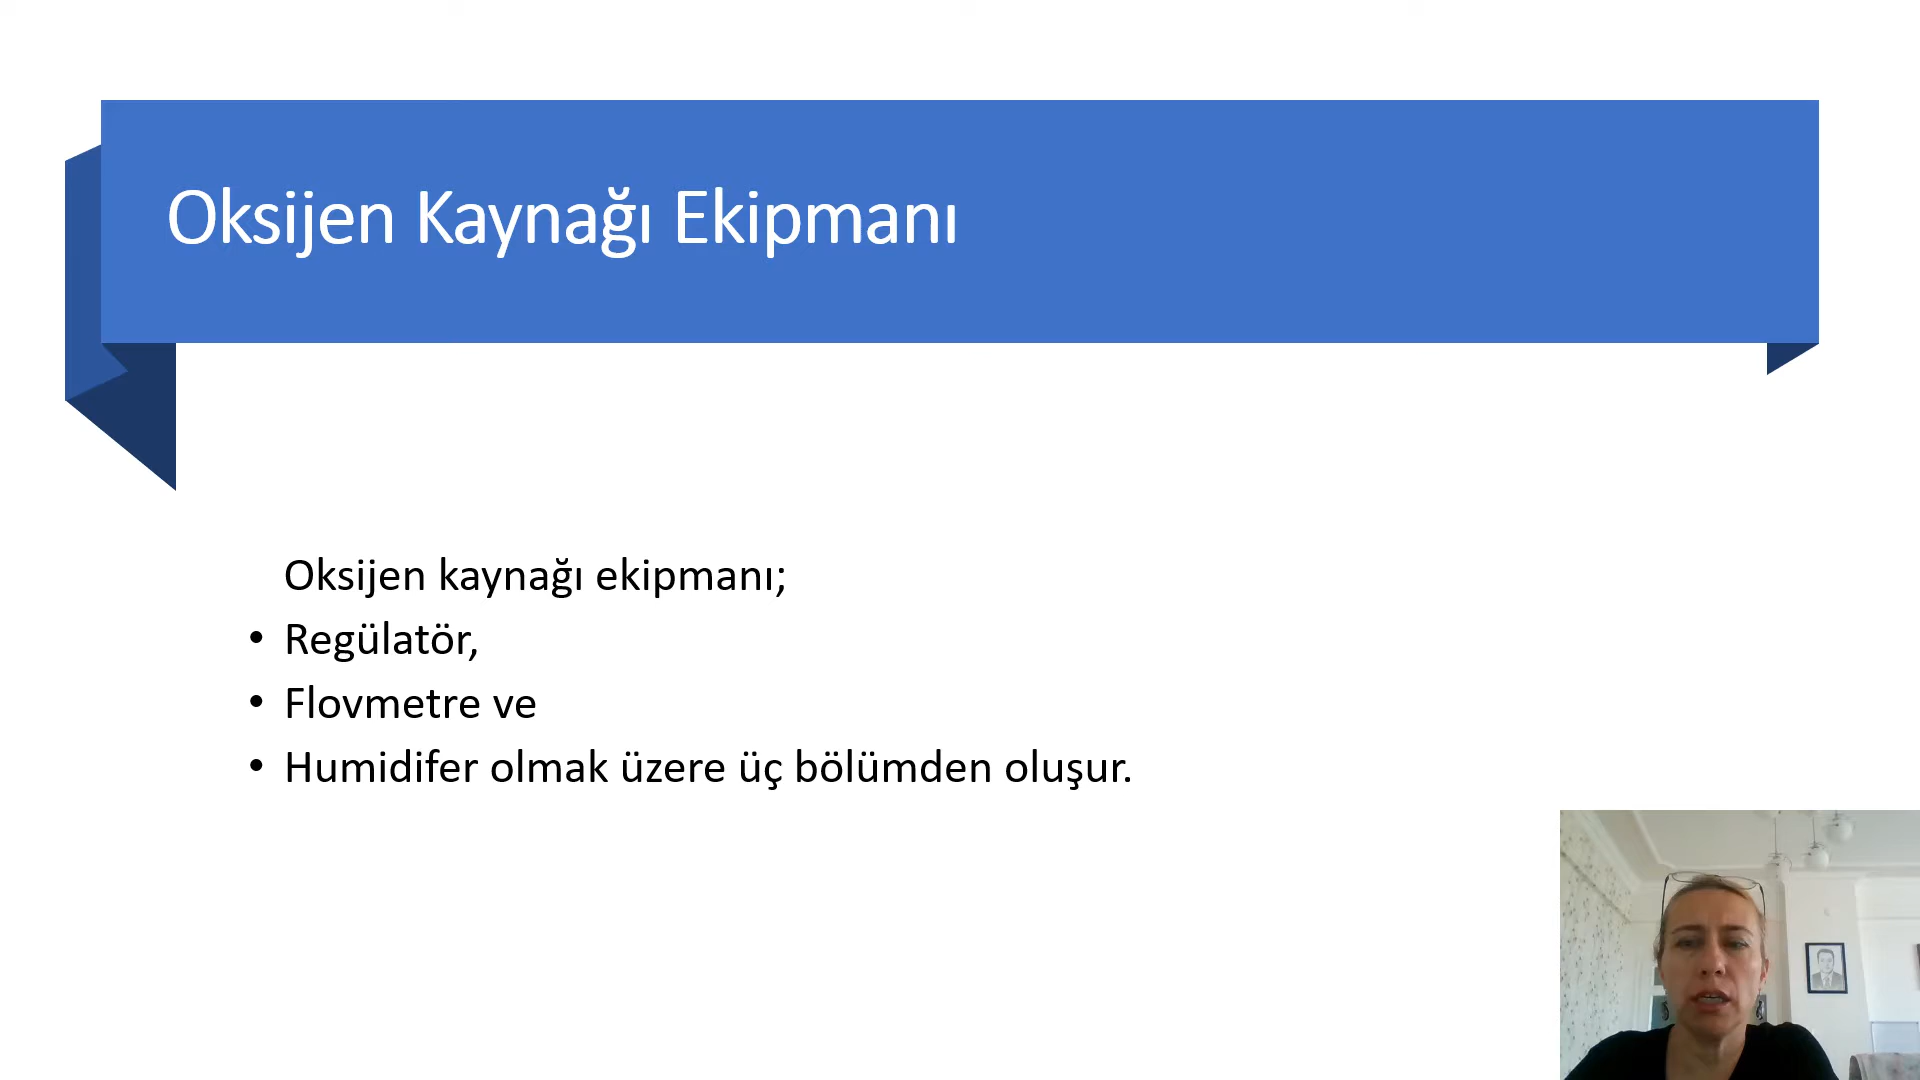 Oksijen Kaynağı Ekipmanı
Oksijen kaynağı ekipmanı;
• Regülatör,
• Flovmetre ve
• Humidifer olmak üzere üç bölümden oluşur.